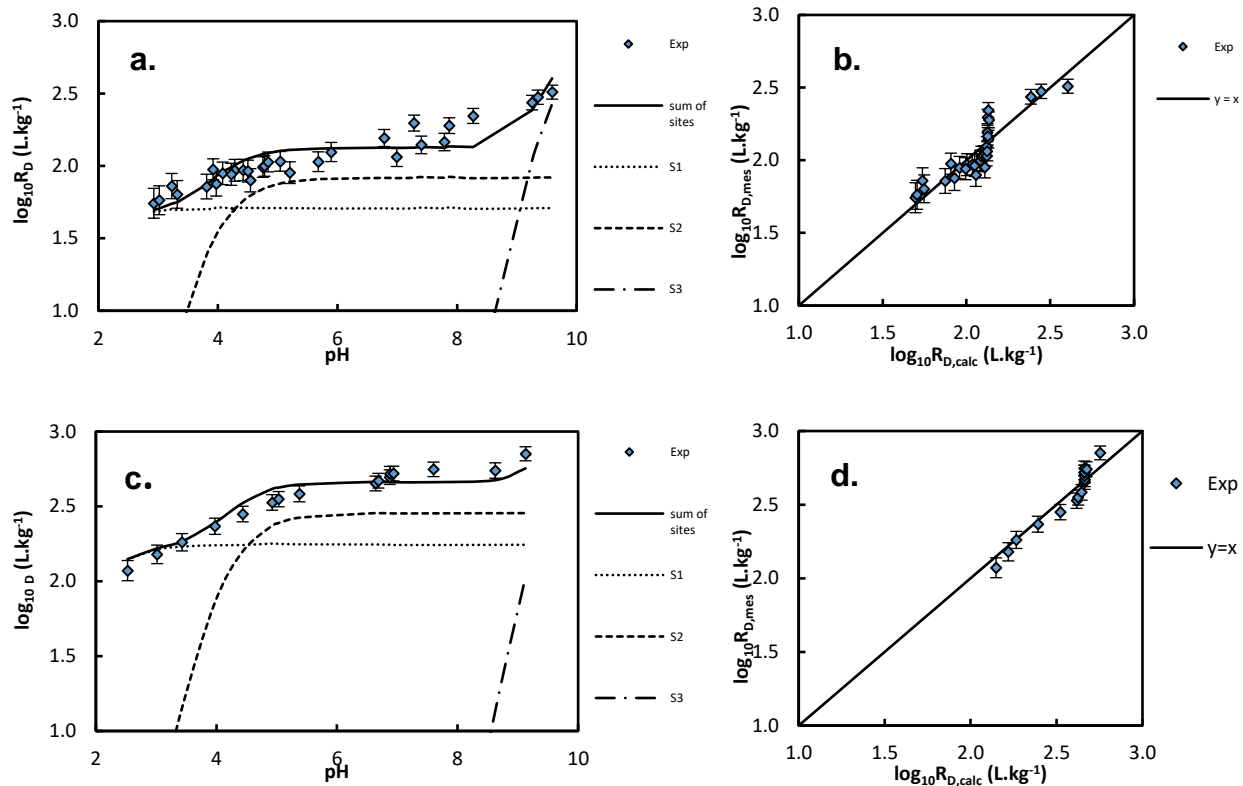 a.
3.0
2.5
2.0
1.5
1.0
log10RD (L.kg-1)
2 4 6 8 10
pH
Exp
sum of
sites
S1
S2
S3
b.
3.0
2.5
2.0
1.5
1.0
log10RD,mes (L.kg-1)
1.0 1.5 2.0 2.5 3.0
log10RD,calc (L.kg-1)
Exp
y = x
c.
3.0
2.5
2.0
1.5
1.0
log10 D (L.kg-1)
2 4 6 8 10
pH
Exp
sum of
sites
S1
S2
S3
d.
3.0
2.5
2.0
1.5
1.0
log10RD,mes (L.kg-1)
1.0 1.5 2.0 2.5 3.0
log10RD,calc (L.kg-1)
Exp
y=x